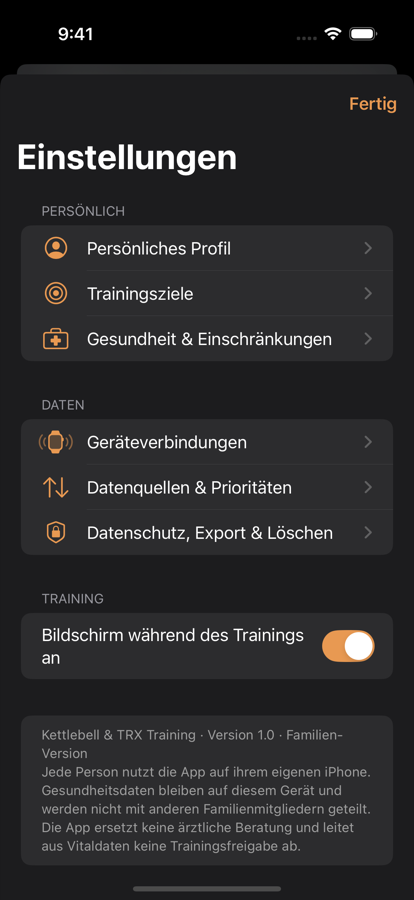 9:41
Fertig
Einstellungen
PERSÖNLICH
Persönliches Profil
Trainingsziele
Gesundheit & Einschränkungen
DATEN
Geräteverbindungen
Datenquellen & Prioritäten
Datenschutz, Export & Löschen
TRAINING
Bildschirm während des Trainings
an
Kettlebell & TRX Training · Version 1.0 · Familien-
Version
Jede Person nutzt die App auf ihrem eigenen iPhone.
Gesundheitsdaten bleiben auf diesem Gerät und
werden nicht mit anderen Familienmitgliedern geteilt.
Die App ersetzt keine ärztliche Beratung und leitet
aus Vitaldaten keine Trainingsfreigabe ab.